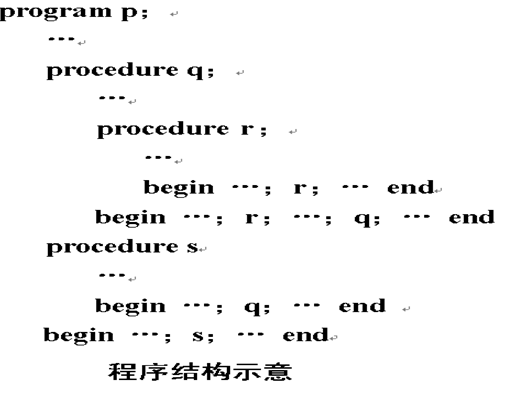 program p；
…
procedure q；
…
procedure r；
…
begin …； r；… end
begin …； r；…； q；… end
procedure s
…
begin …； q；… end
begin …； s；… end
程序结构示意